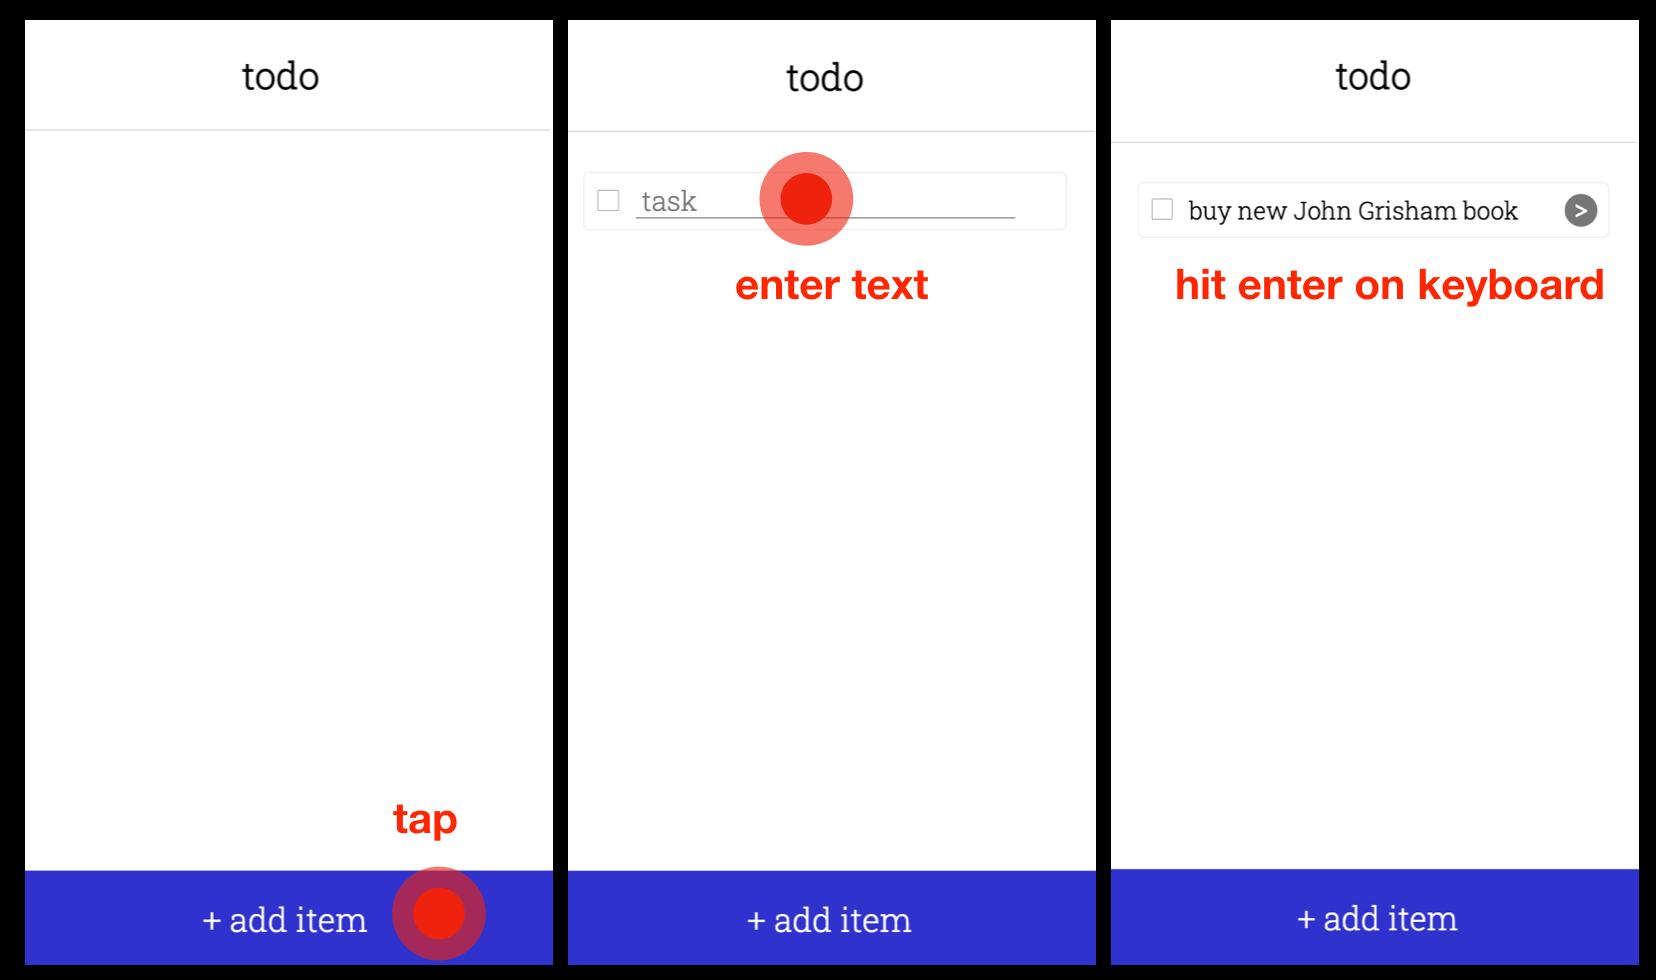 todo
tap
+ add item
todo
task
enter text
+ add item
todo
buy new John Grisham book >
hit enter on keyboard
+ add item